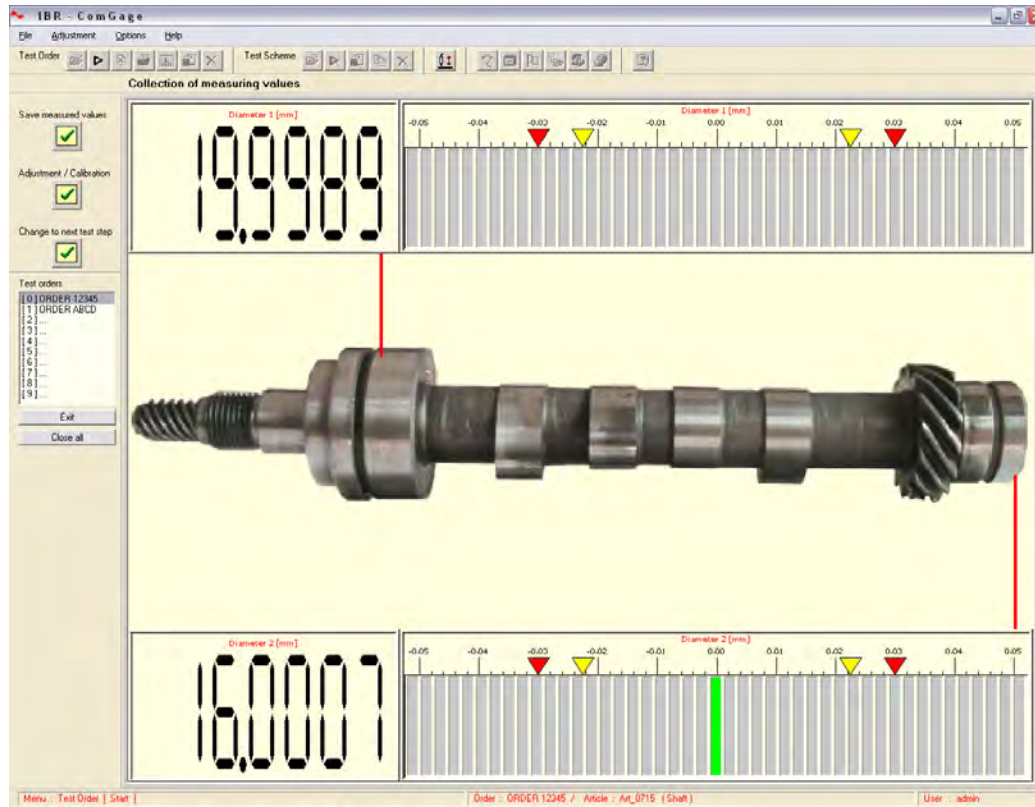 IBR - ComGage
File Adjustment Options Help
Test Order Test Scheme
Collection of measuring values
Save measured values
Adjustment / Calibration
Change to next test step
Test orders
[0] ORDER 12345
[1] ORDER ABCD
[2]...
[3]...
[4]...
[5]...
[6]...
[7]...
[8]...
[9]...
Exit
Close all
Diameter 1 [mm]
19.9989
Diameter 1 [mm]
-0.05 -0.04 -0.03 -0.02 -0.01 0.00 0.01 0.02 0.03 0.04 0.05
Diameter 2 [mm]
16.0007
Diameter 2 [mm]
-0.05 -0.04 -0.03 -0.02 -0.01 0.00 0.01 0.02 0.03 0.04 0.05
Menu : Test Order [ Start ]
Order : ORDER 12345 / Article : Art_0715 (Shaft)
User : admin